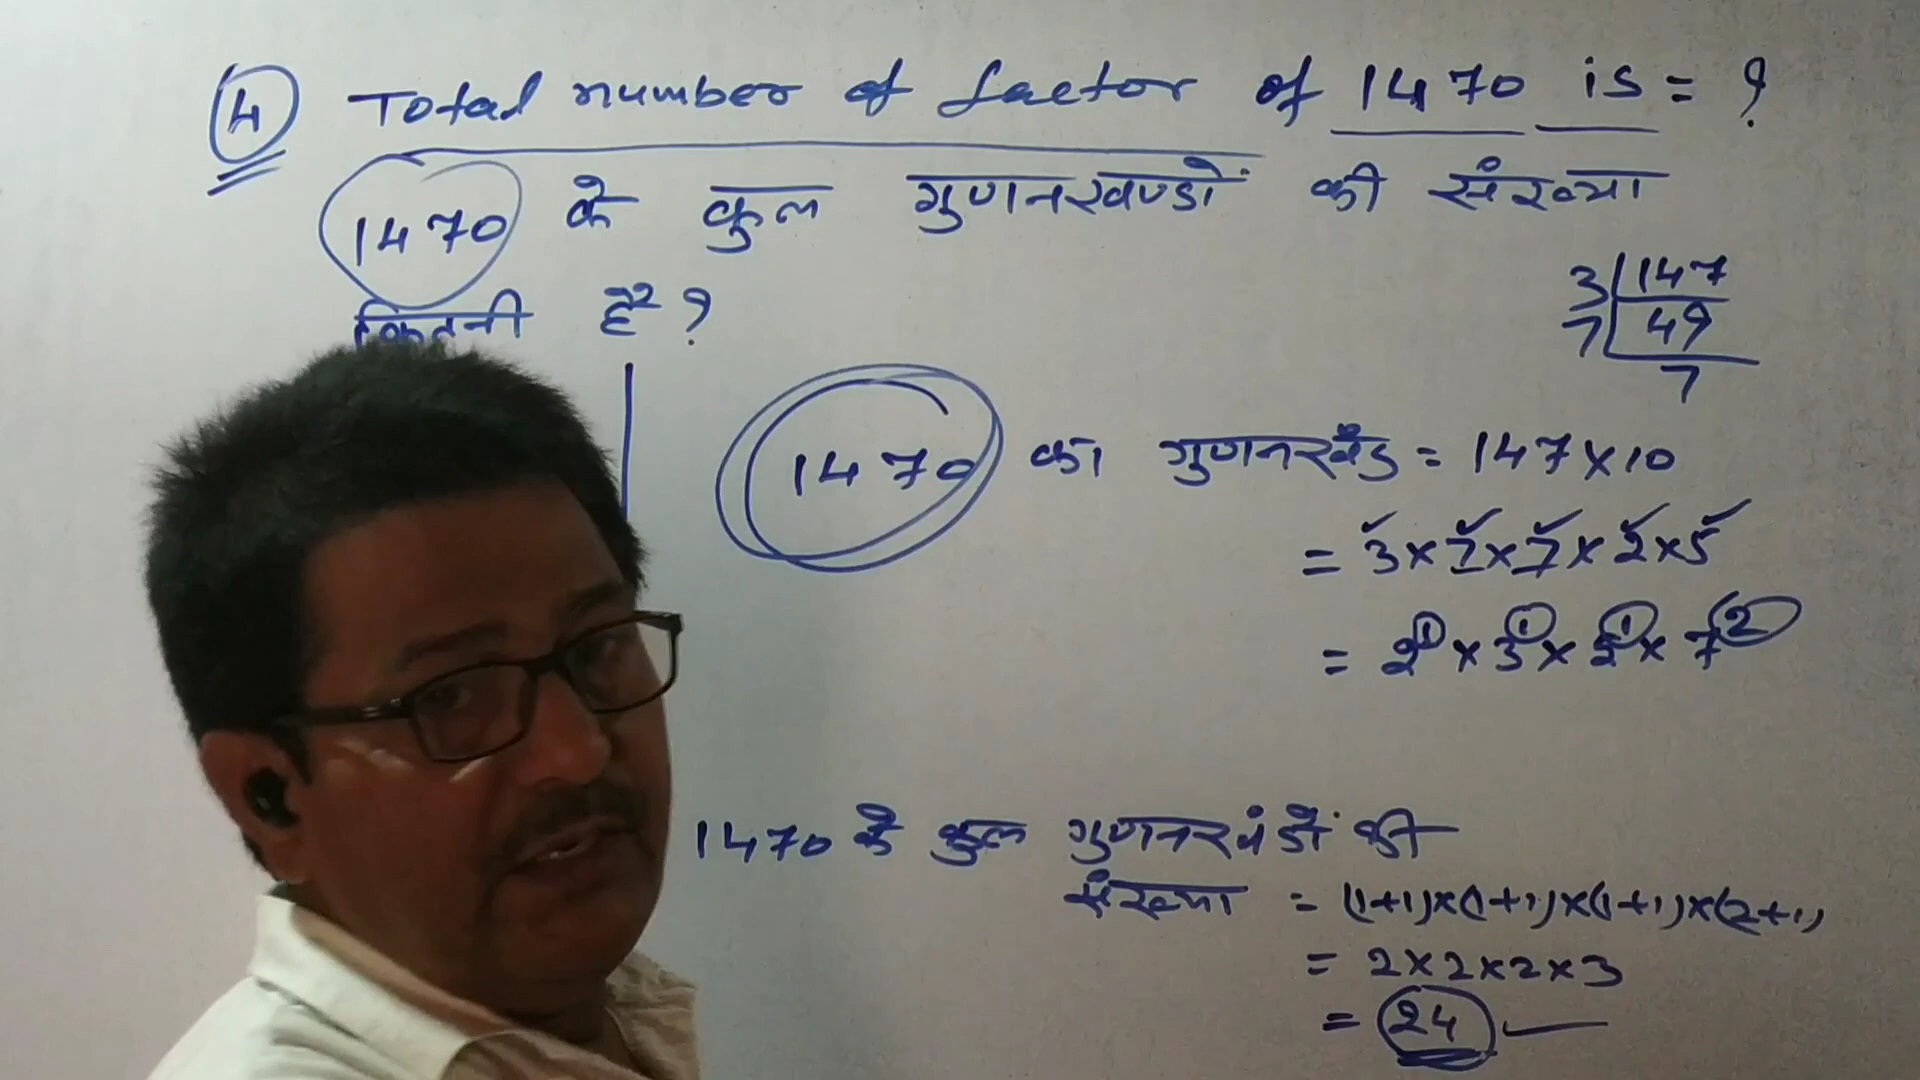 4 Total number of factor of 1470 is = ?
1470 के कुल गुणनखण्डों की संख्या
कितनी है ?
3 147
7 49
7
1470 का गुणनखंड = 147 × 10
= 3 × 7 × 7 × 2 × 5
= 2¹ × 3¹ × 5¹ × 7²
1470 के कुल गुणनखंडों की
संख्या = (1+1)×(1+1)×(1+1)×(2+1)
= 2×2×2×3
= 24